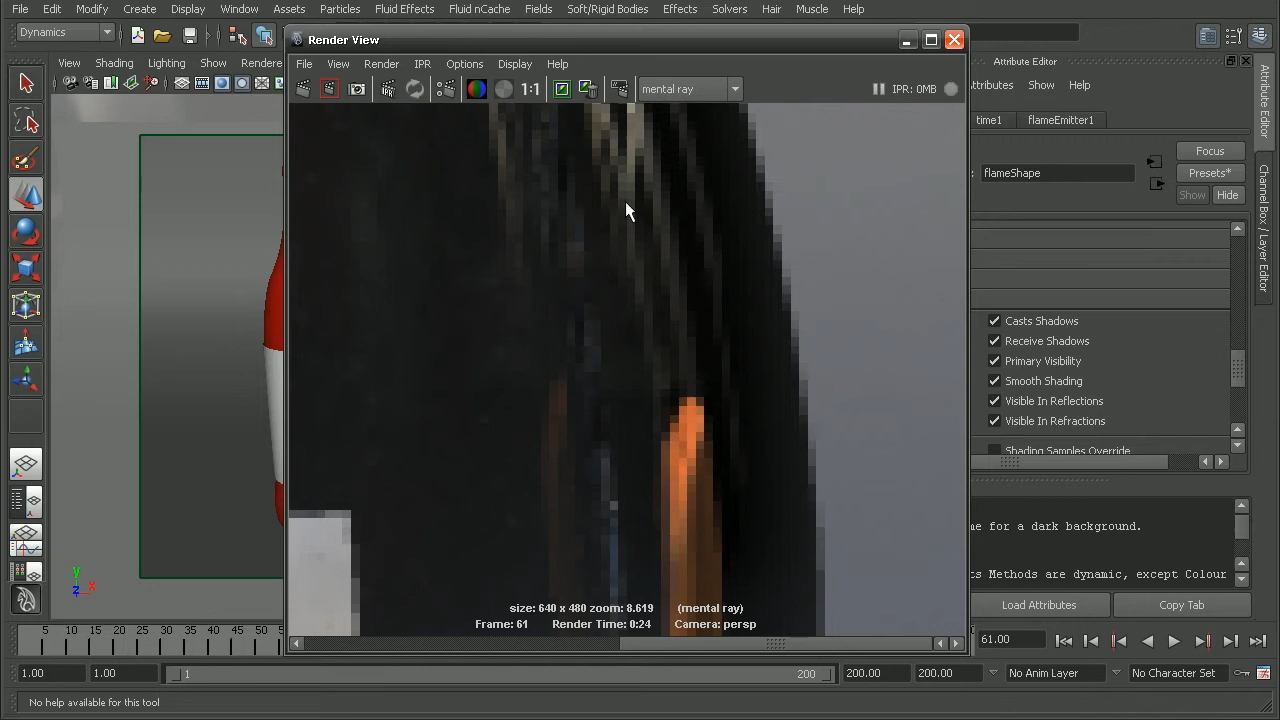 File Edit Modify Create Display Window Assets Particles Fluid Effects Fluid nCache Fields Soft/Rigid Bodies Effects Solvers Hair Muscle Help
Dynamics
Render View
Attribute Editor
View Shading Lighting Show Rendere
File View Render IPR Options Display Help
ttributes Show Help
1:1 mental ray IPR: 0MB
time1 flameEmitter1
Focus
: flameShape Presets*
Show Hide
Attribute Editor
Channel Box / Layer Editor
Casts Shadows
Receive Shadows
Primary Visibility
Smooth Shading
Visible In Reflections
Visible In Refractions
Shading Samples Override
me for a dark background.
ts Methods are dynamic, except Colour
y
x
z
size: 640 x 480 zoom: 8.619 (mental ray)
Frame: 61 Render Time: 0:24 Camera: persp
Load Attributes Copy Tab
5 10 15 20 25 30 35 40 45 50 55 61.00
1.00 1.00 1 200 200.00 200.00 No Anim Layer No Character Set
No help available for this tool